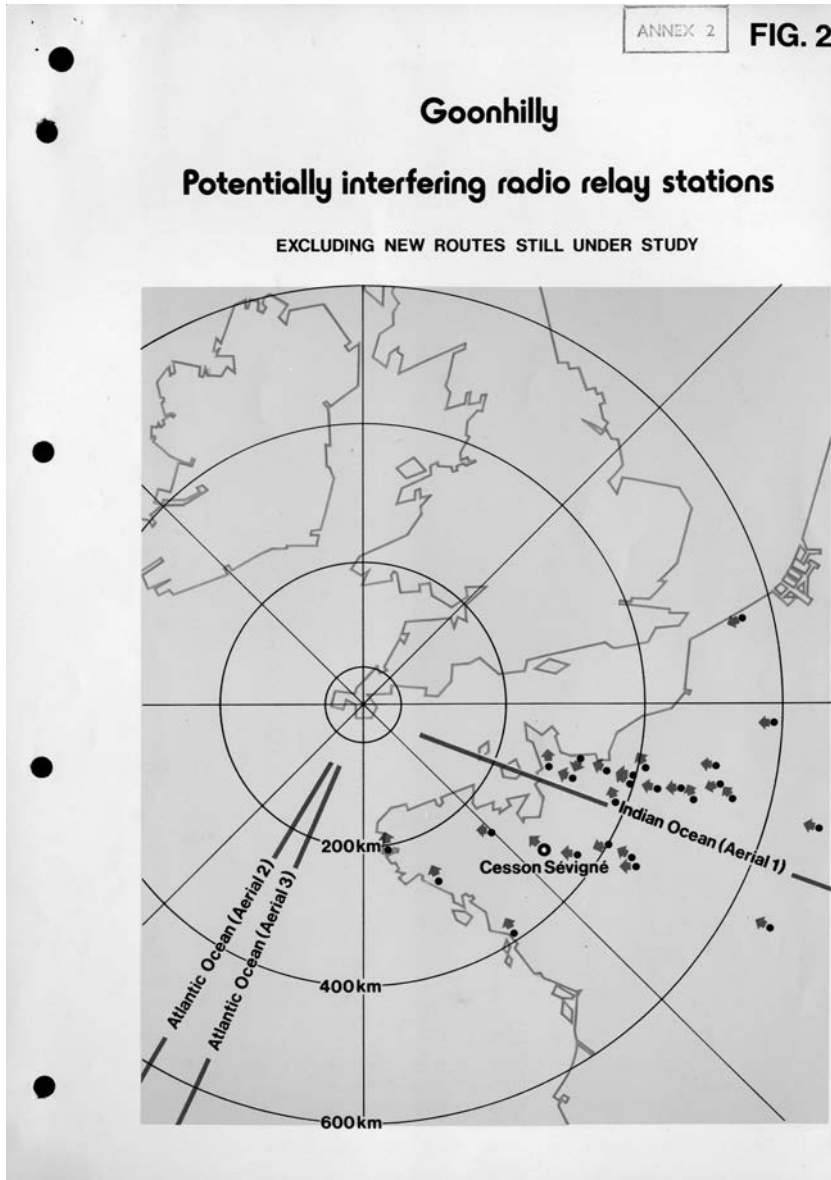 ANNEX 2
FIG. 2
Goonhilly
Potentially interfering radio relay stations
EXCLUDING NEW ROUTES STILL UNDER STUDY
Indian Ocean (Aerial 1)
200km
Cesson Sévigné
Atlantic Ocean (Aerial 2)
Atlantic Ocean (Aerial 3)
400km
600km